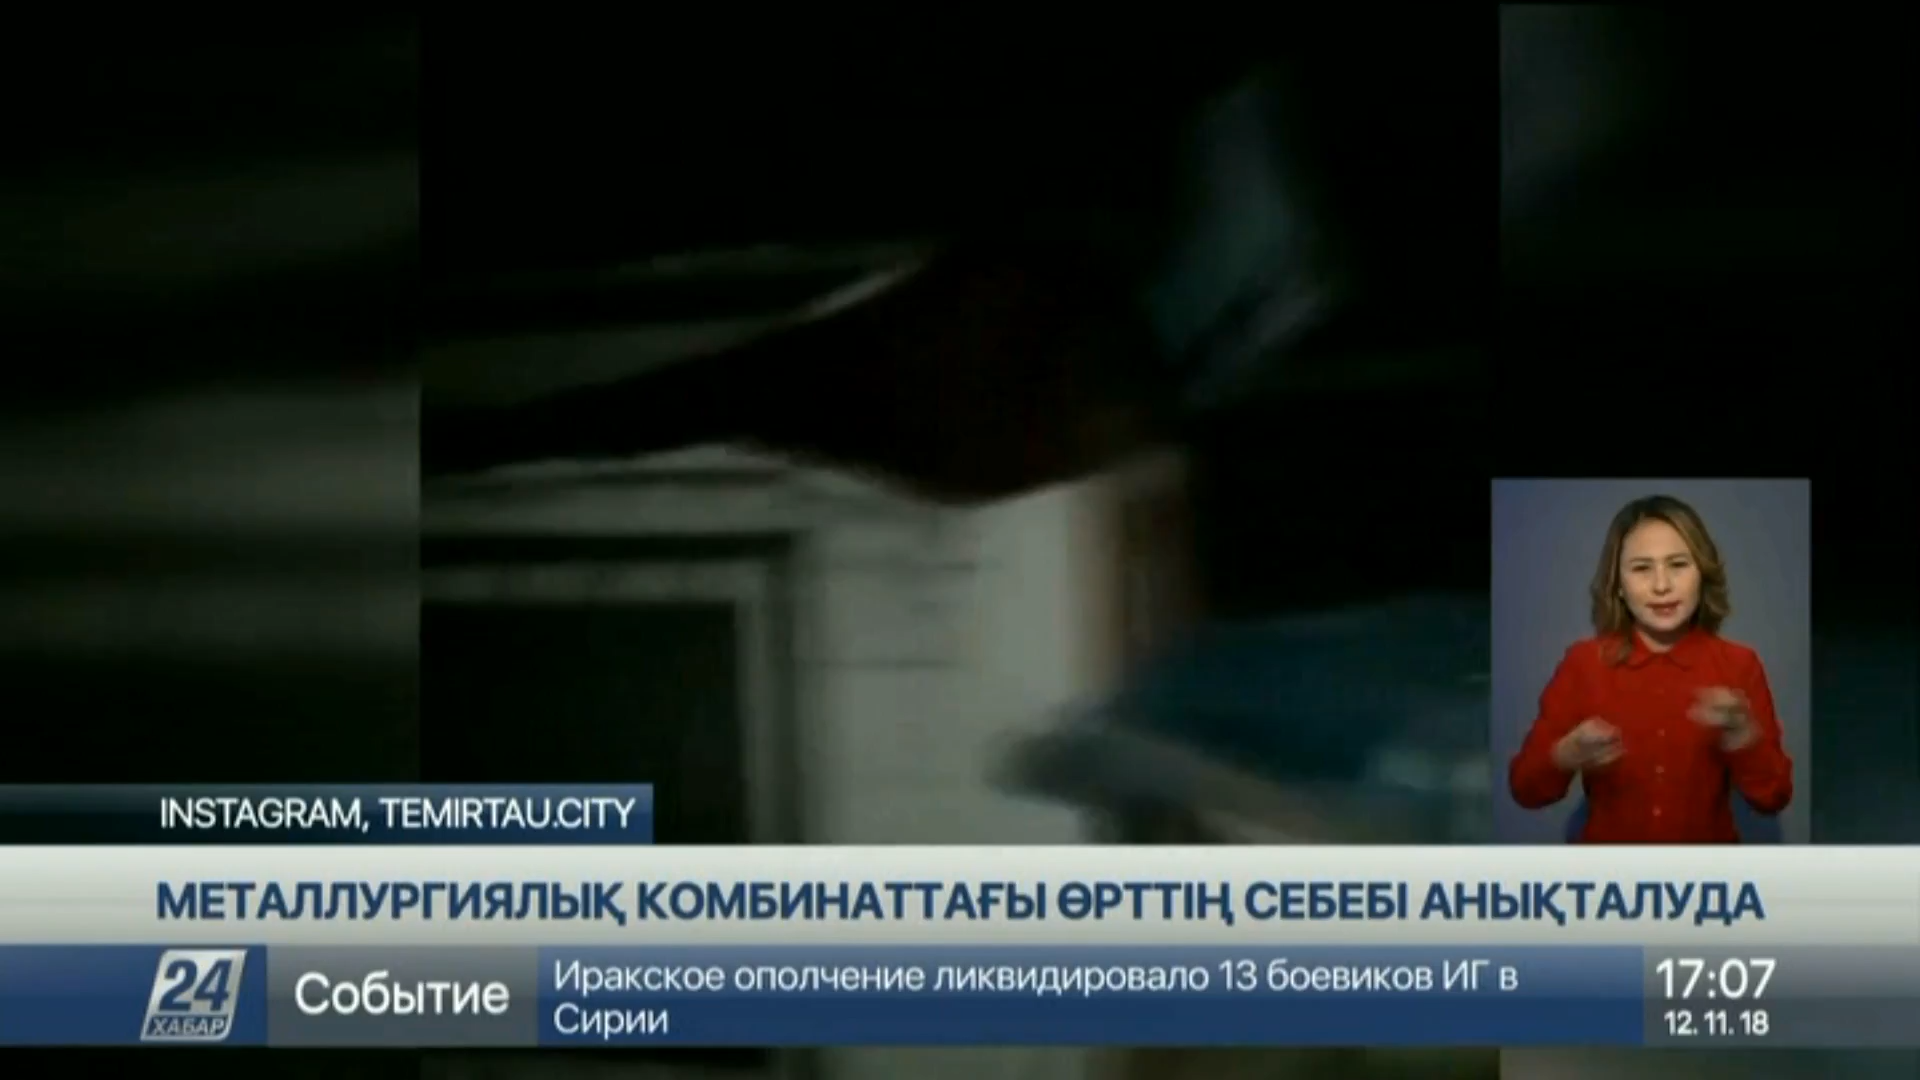 INSTAGRAM, TEMIRTAU.CITY
МЕТАЛЛУРГИЯЛЫҚ КОМБИНАТТАҒЫ ӨРТТІҢ СЕБЕБІ АНЫҚТАЛУДА
24
ХАБАР
Событие
Иракское ополчение ликвидировало 13 боевиков ИГ в
Сирии
17:07
12.11.18